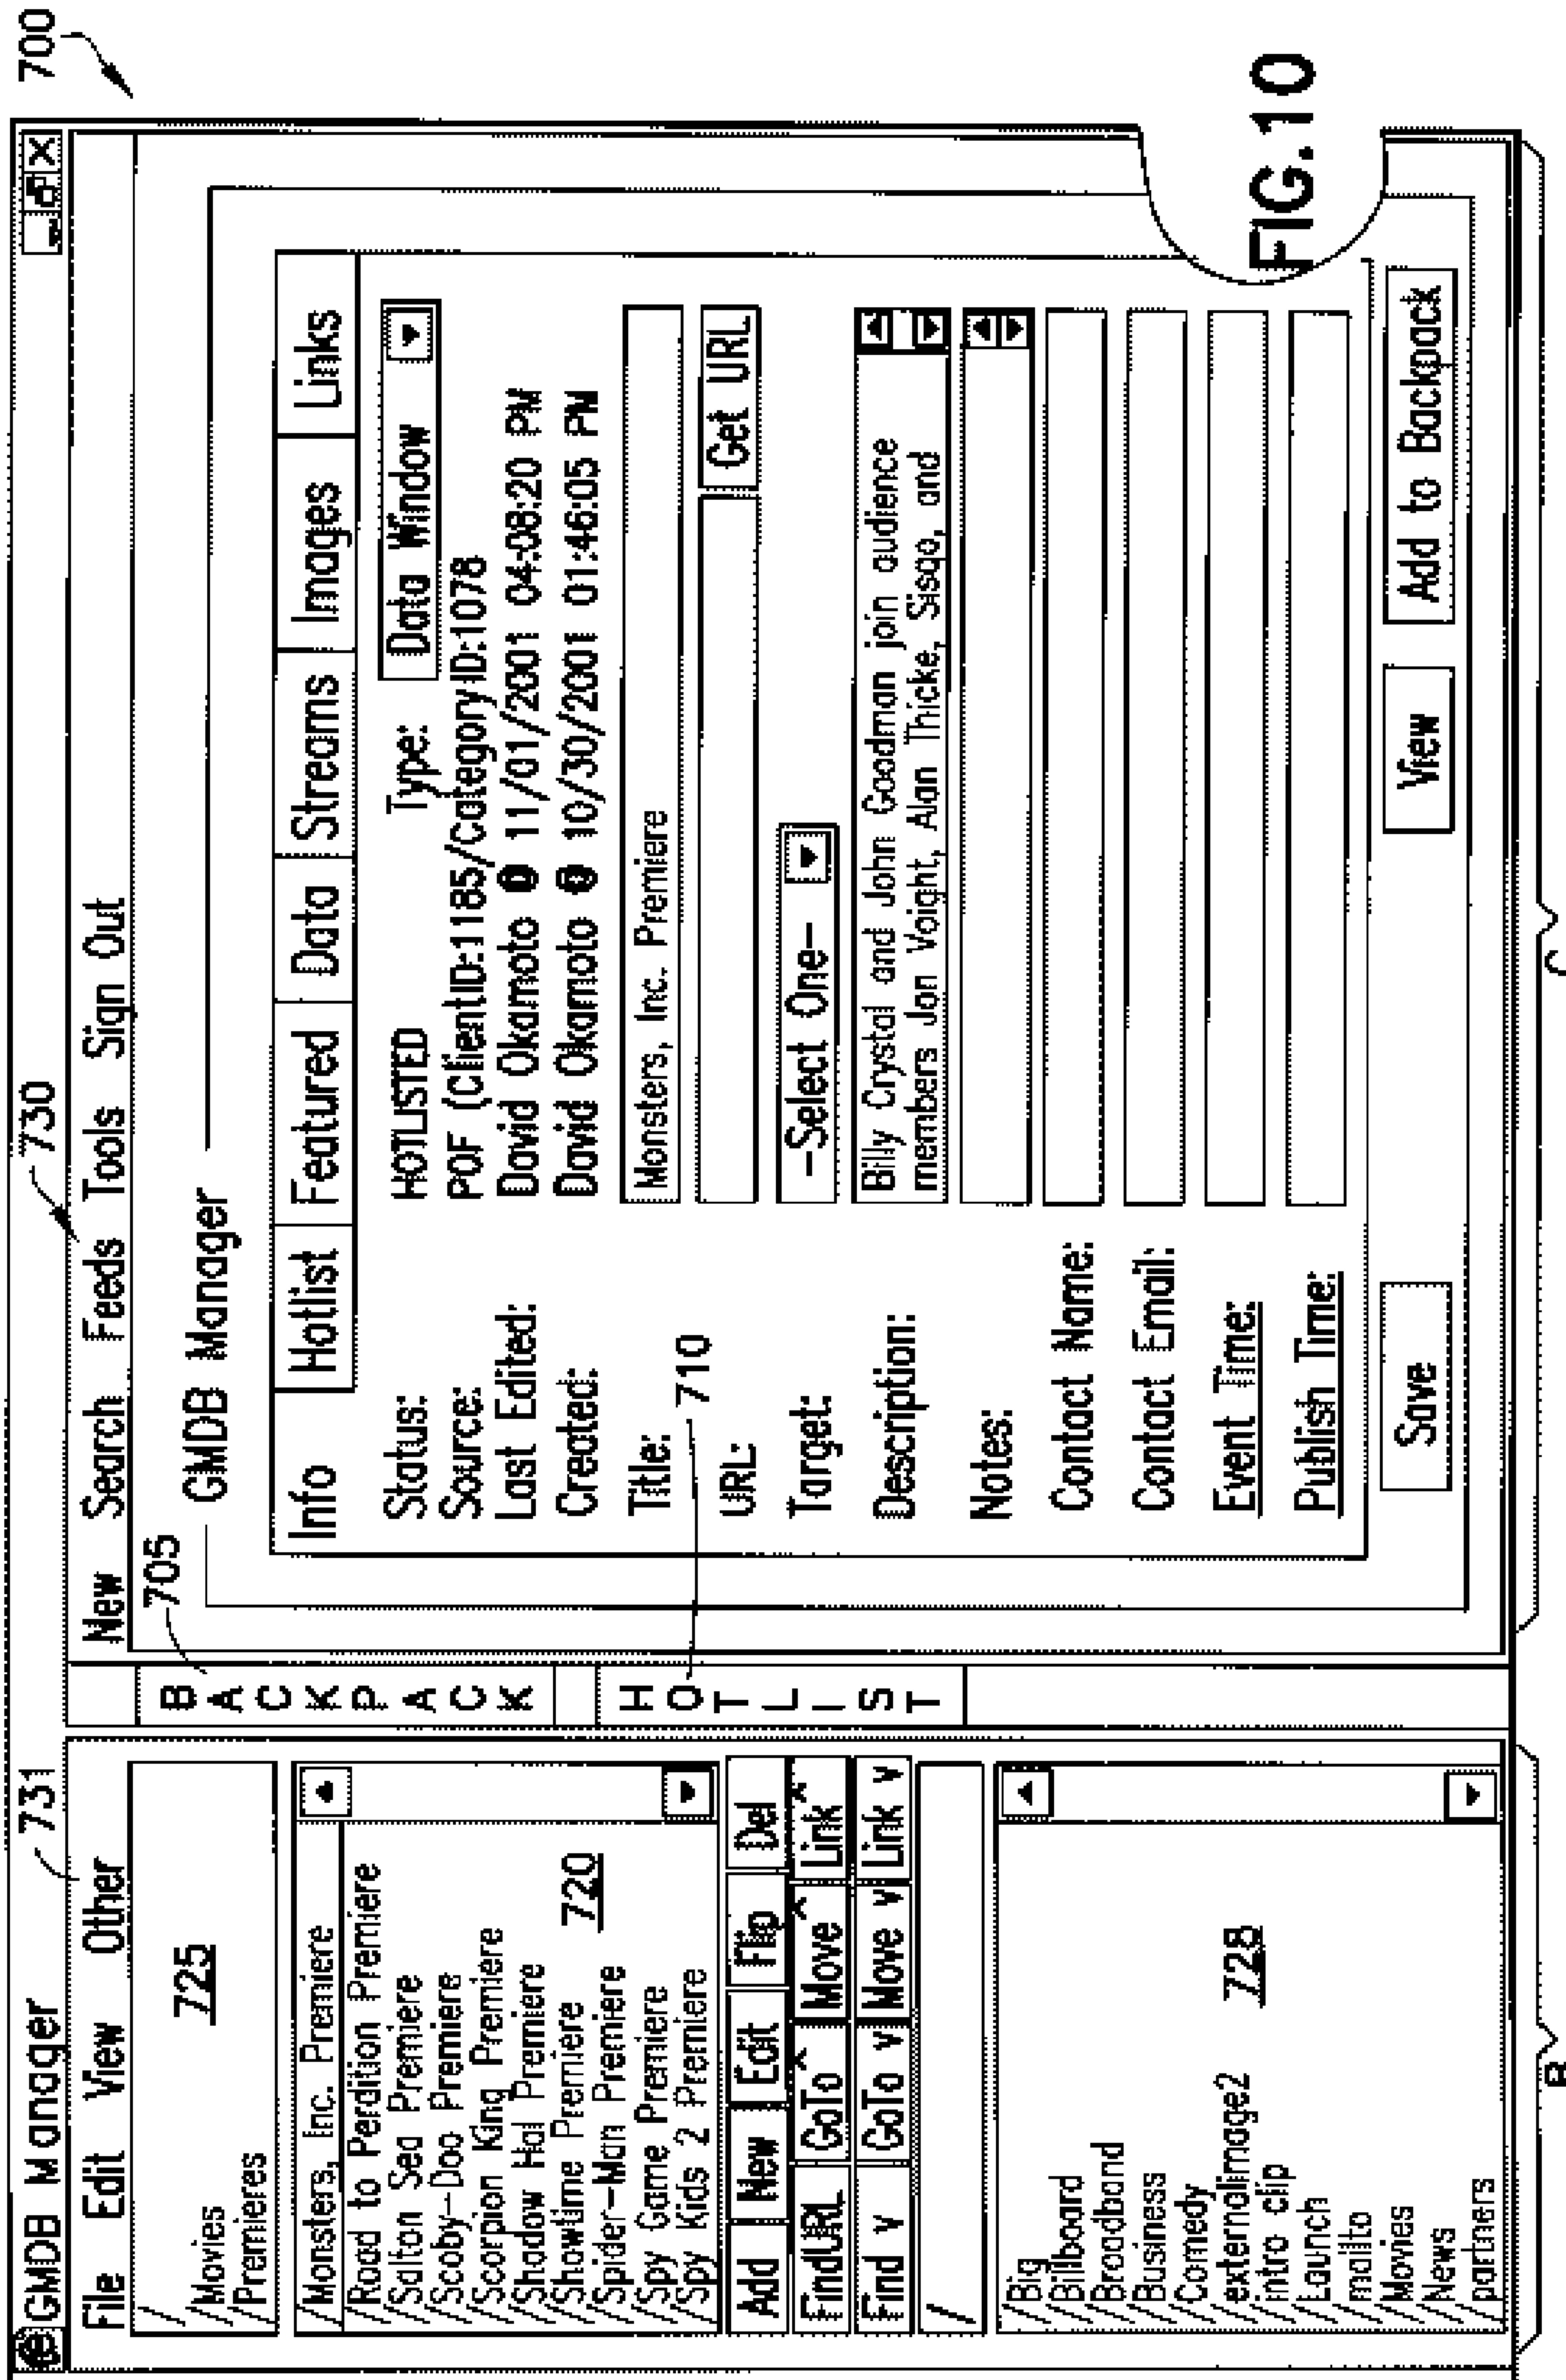 700
GMDB Manager
731
730
File Edit View Other
New Search Feeds Tools Sign Out
/
/Movies
/Premieres
725
/Monsters, Inc. Premiere
/Road to Perdition Premiere
/Salton Sea Premiere
/Scoby-Doo Premiere
/Scorpion King Premiere
/Shadow Hal Premiere
/Showtime Premiere
/Spider-Man Premiere
/Spy Game Premiere
/Spy Kids 2 Premiere
720
Add New Edit Flip Del
FindURL GoTo ^ Move ^ Link ^
Find v GoTo v Move v Link v
/
/Big
/Billboard
/Broadband
/Business
/Comedy
/externalimage2
/intro clip
/Launch
/mailto
/Movies
/News
/partners
728
B
705
BACKPACK
HOTLIST
710
GMDB Manager
Info Hotlist Featured Data Streams Images Links
Status: HOTLISTED Type: Data Window
Source: POF (ClientID:1185/Category ID:1078
Last Edited: David Okamoto @ 11/01/2001 04:08:20 PM
Created: David Okamoto @ 10/30/2001 01:46:05 PM
Title: Monsters, Inc. Premiere
URL: Get URL
Target: -Select One-
Description: Billy Crystal and John Goodman join audience
members Jon Voight, Alan Thicke, Sisqo, and
Notes:
Contact Name:
Contact Email:
Event Time:
Publish Time:
Save View Add to Backpack
C
FIG.10